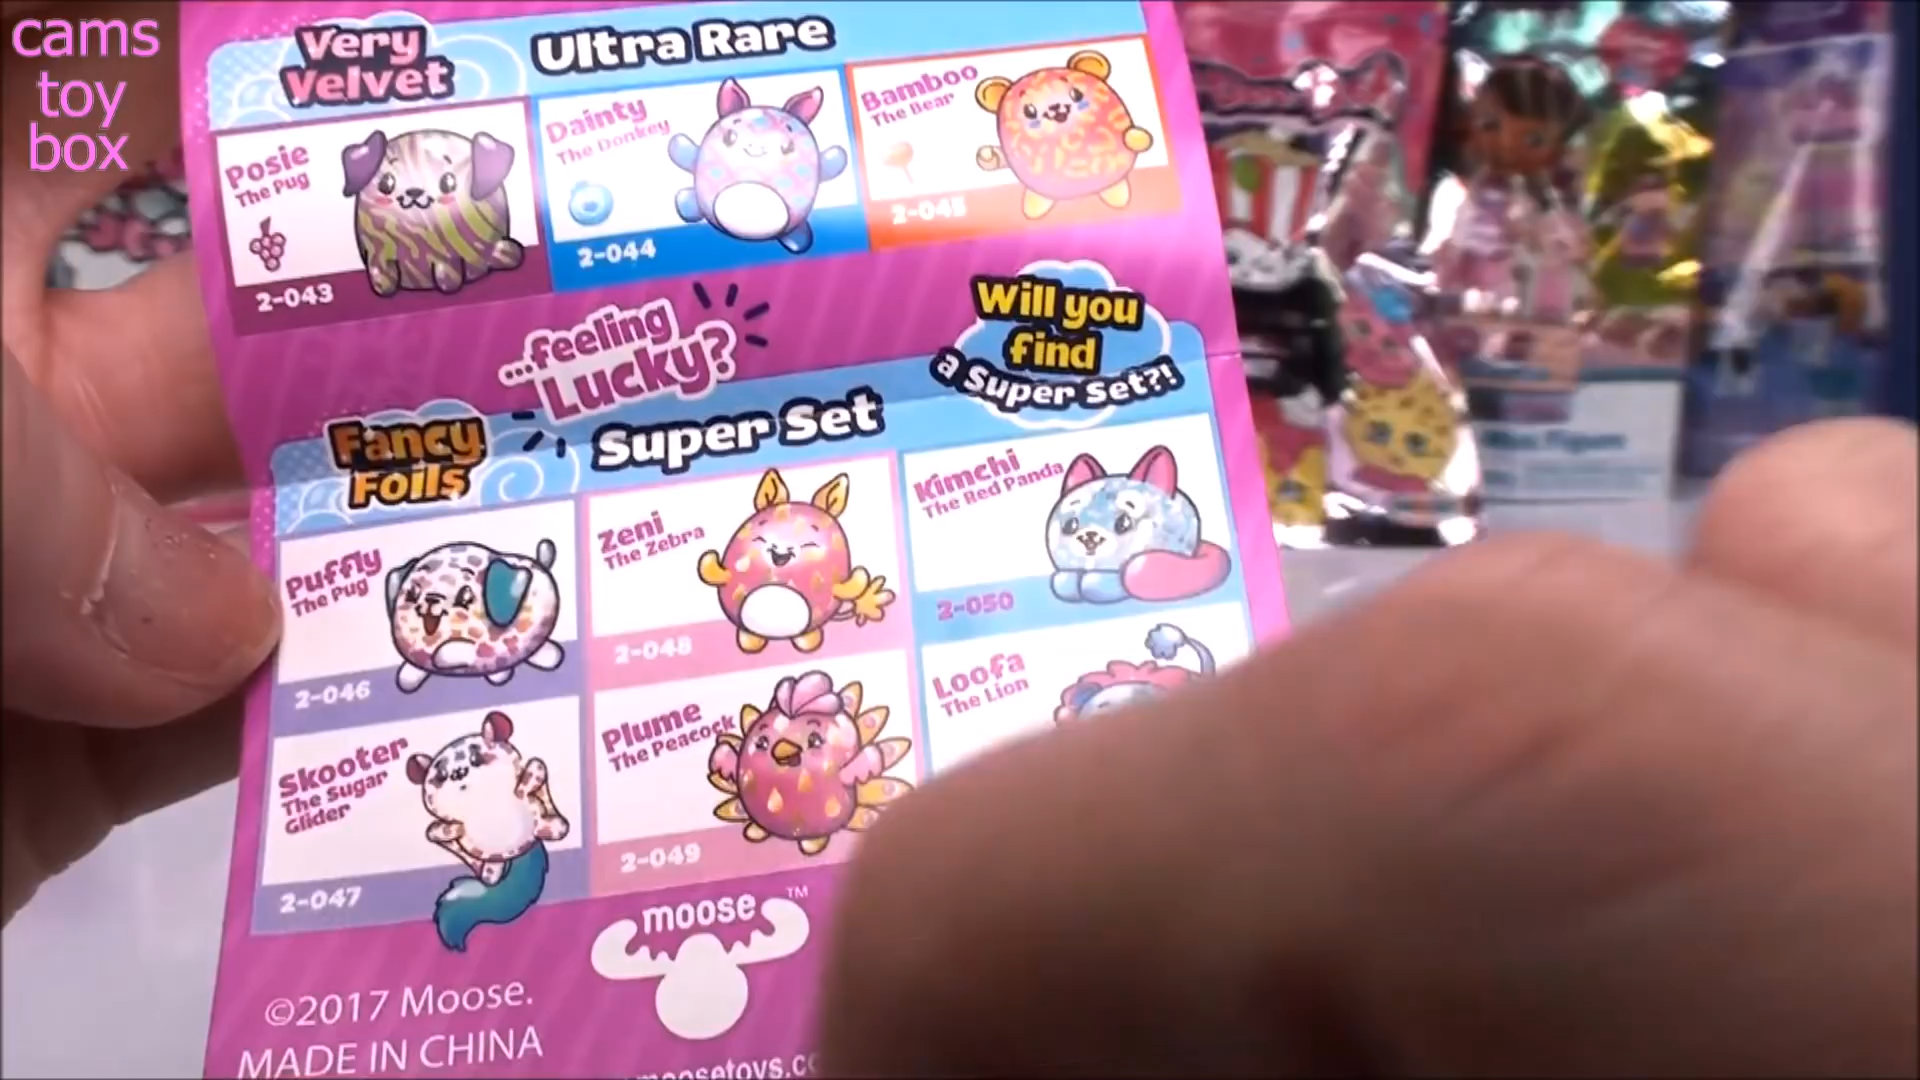 cams
toy
box
Very
Velvet
Ultra Rare
Posie
The Pug
2-043
Dainty
The Donkey
2-044
Bamboo
The Bear
2-045
...feeling
Lucky?
Will you
find
a Super Set?!
Fancy
Foils
Super Set
Puffly
The Pug
2-046
Zeni
The Zebra
2-048
Kimchi
The Red Panda
2-050
Skooter
The Sugar
Glider
2-047
Plume
The Peacock
2-049
Loofa
The Lion
moose
TM
©2017 Moose.
MADE IN CHINA
moosetoys.co